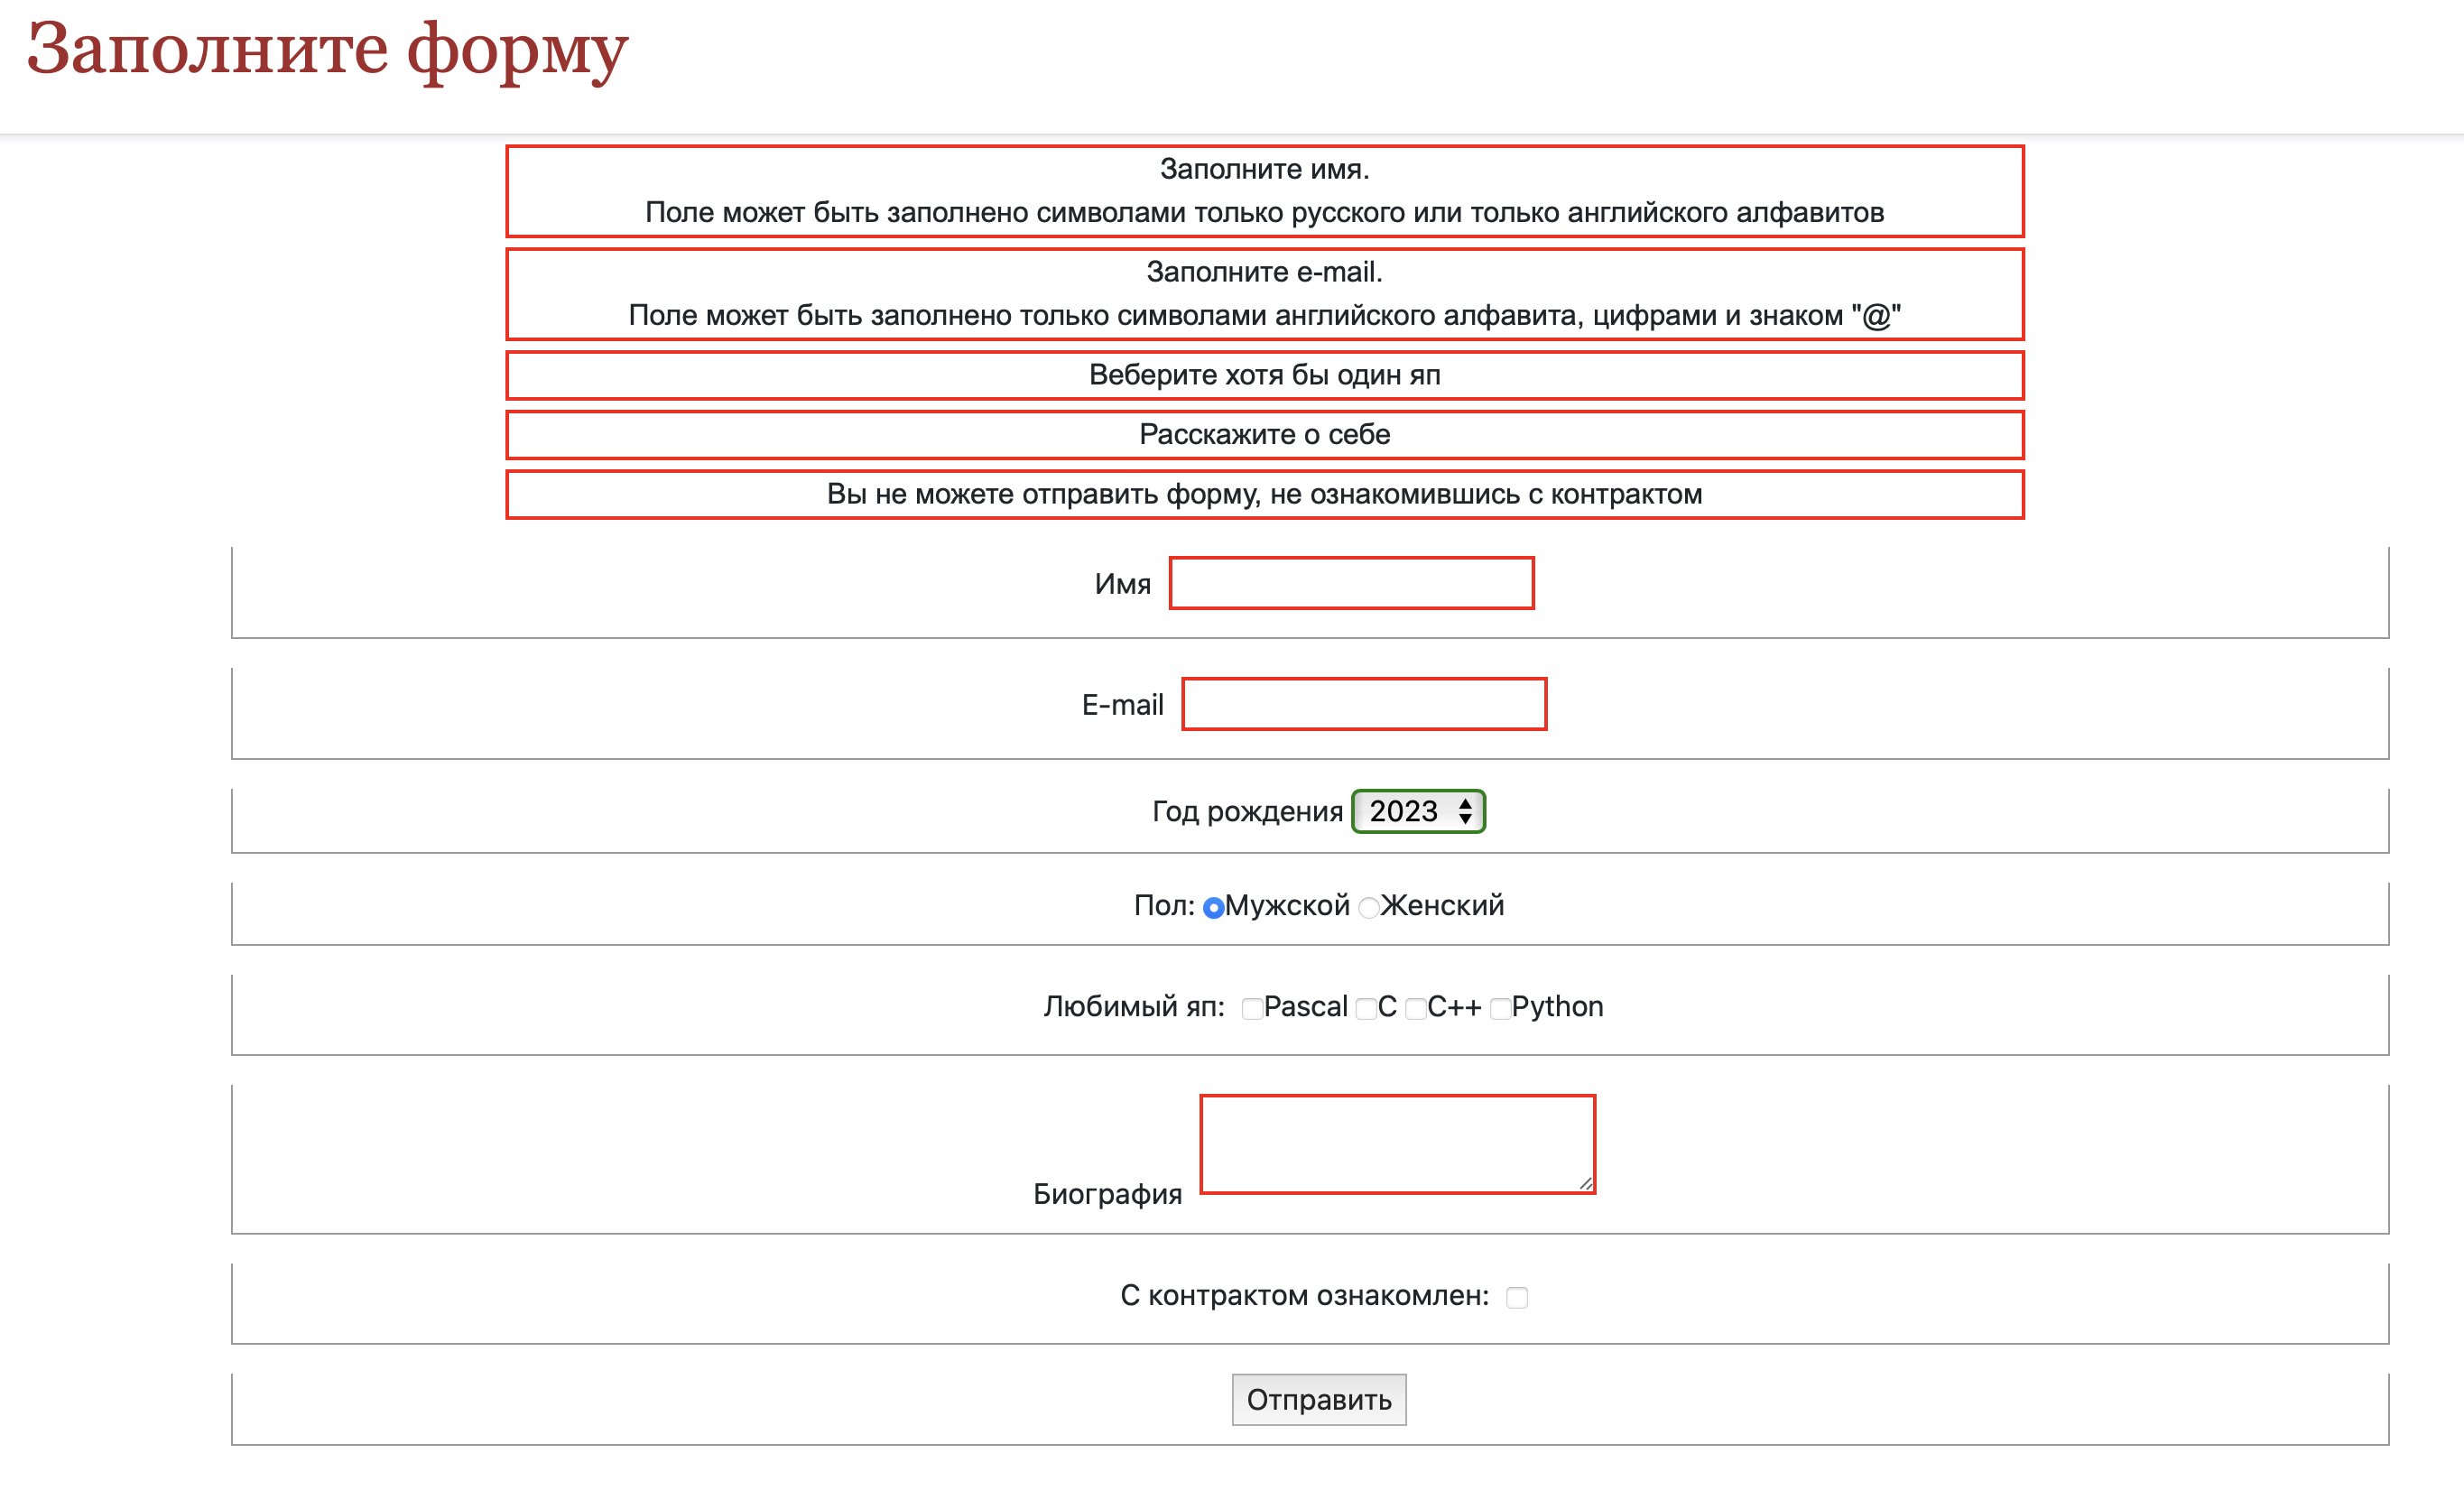 Заполните форму
Заполните имя.
Поле может быть заполнено символами только русского или только английского алфавитов
Заполните e-mail.
Поле может быть заполнено только символами английского алфавита, цифрами и знаком "@"
Веберите хотя бы один яп
Расскажите о себе
Вы не можете отправить форму, не ознакомившись с контрактом
Имя
E-mail
Год рождения 2023
Пол: Мужской Женский
Любимый яп: Pascal C C++ Python
Биография
С контрактом ознакомлен:
Отправить